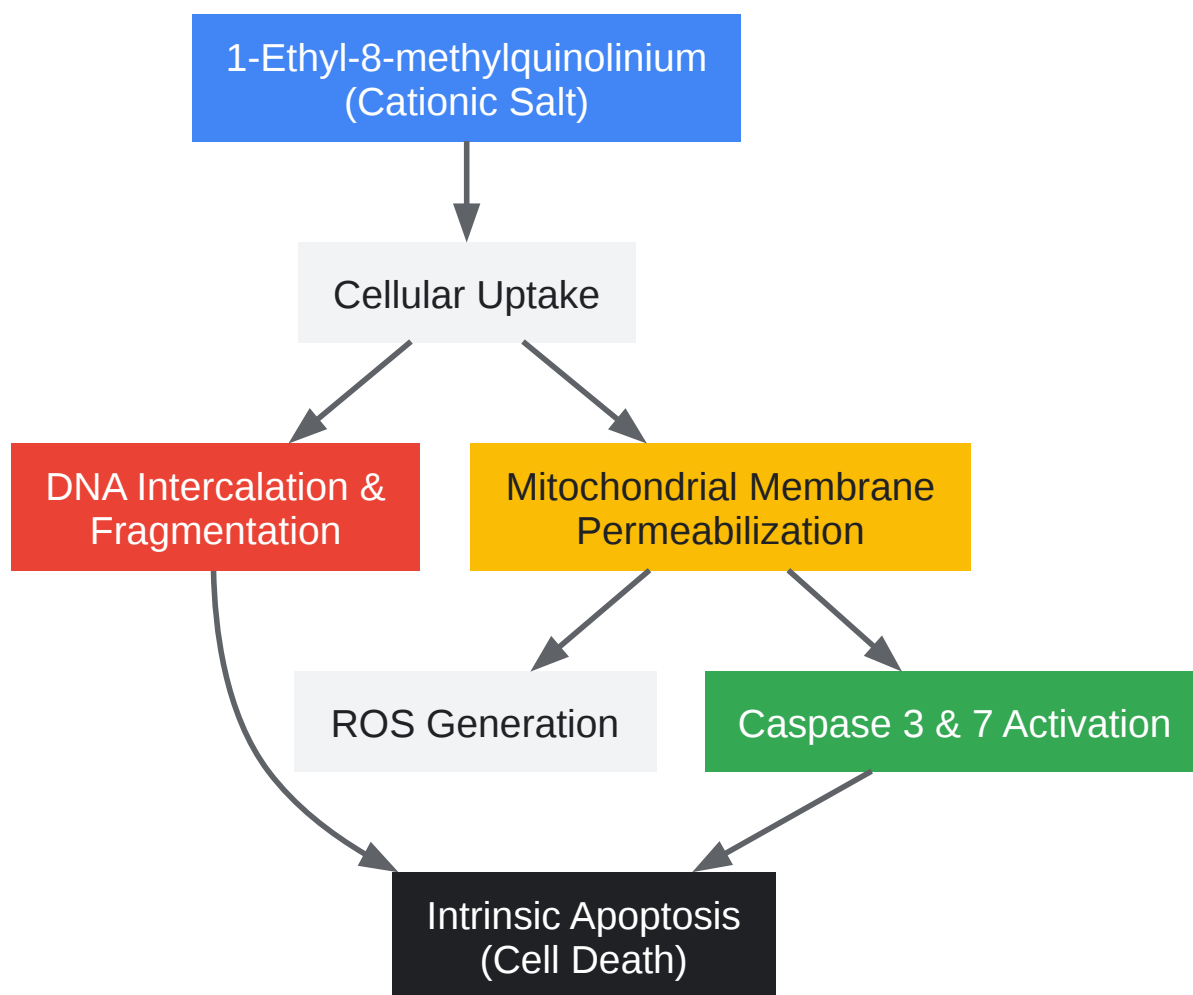 1-Ethyl-8-methylquinolinium
(Cationic Salt)
Cellular Uptake
DNA Intercalation &
Fragmentation
Mitochondrial Membrane
Permeabilization
ROS Generation
Caspase 3 & 7 Activation
Intrinsic Apoptosis
(Cell Death)